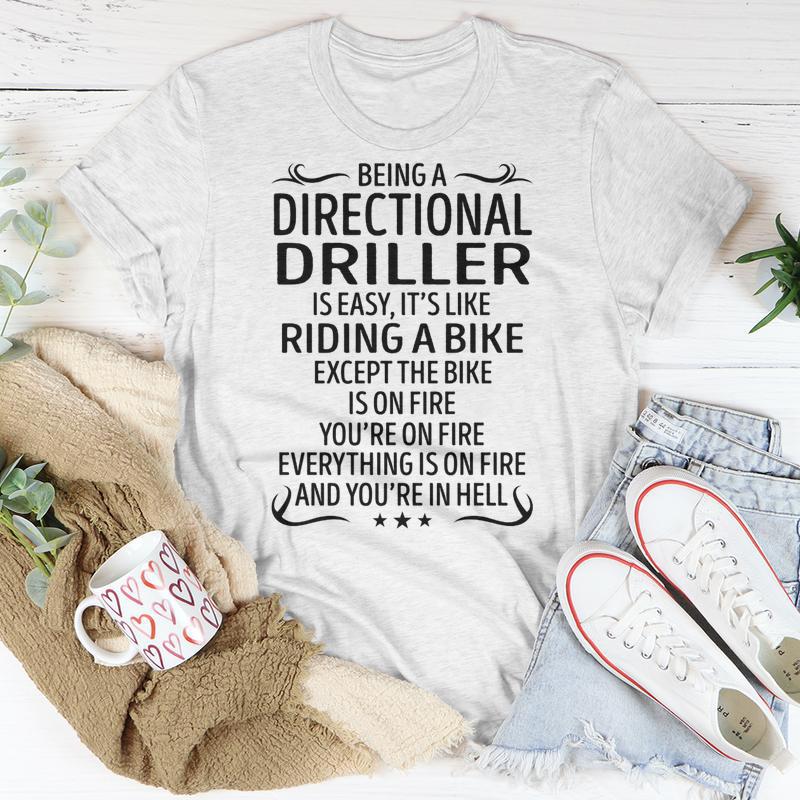 BEING A
DIRECTIONAL
DRILLER
IS EASY, IT'S LIKE
RIDING A BIKE
EXCEPT THE BIKE
IS ON FIRE
YOU'RE ON FIRE
EVERYTHING IS ON FIRE
AND YOU'RE IN HELL